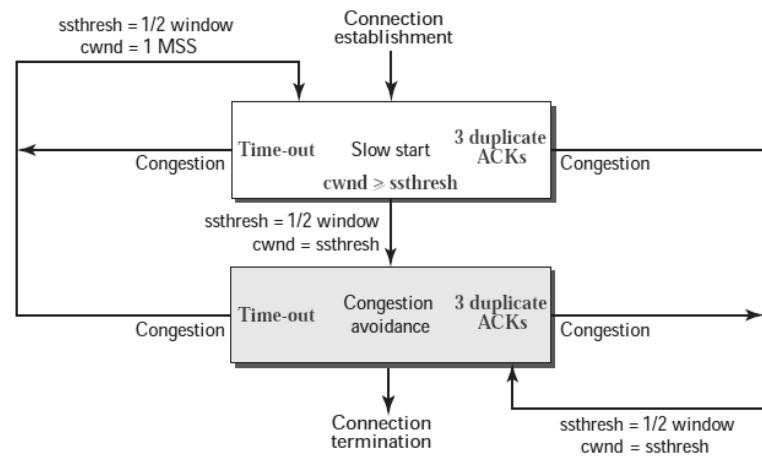 ssthresh = 1/2 window
cwnd = 1 MSS
Connection
establishment
Time-out
Slow start
3 duplicate
ACKs
Congestion
Congestion
cwnd ⩾ ssthresh
ssthresh = 1/2 window
cwnd = ssthresh
Time-out
Congestion
avoidance
3 duplicate
ACKs
Congestion
Congestion
Connection
termination
ssthresh = 1/2 window
cwnd = ssthresh